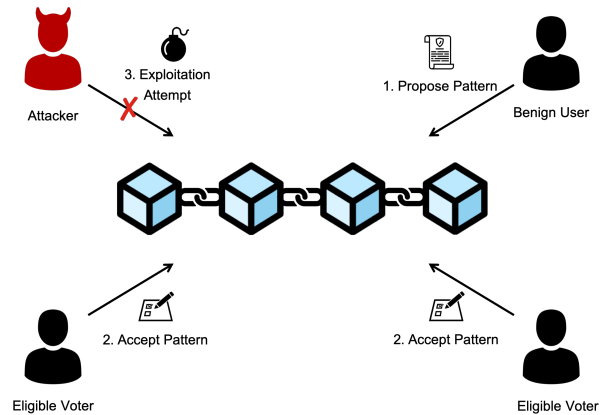 3. Exploitation
Attempt
1. Propose Pattern
Attacker
Benign User
2. Accept Pattern
2. Accept Pattern
Eligible Voter
Eligible Voter